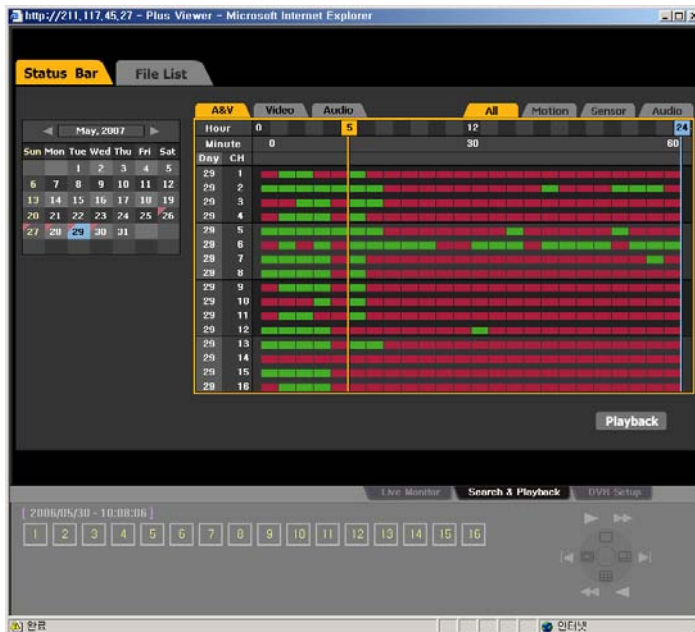 http://211,117,45,27 - Plus Viewer - Microsoft Internet Explorer
Status Bar File List
A&V Video Audio All Motion Sensor Audio
May, 2007
Hour 0 5 12 24
Minute 0 30 60
Day CH
Sun Mon Tue Wed Thu Fri Sat
1 2 3 4 5
6 7 8 9 10 11 12
13 14 15 16 17 18 19
20 21 22 23 24 25 26
27 28 29 30 31
29 1
29 2
29 3
29 4
29 5
29 6
29 7
29 8
29 9
29 10
29 11
29 12
29 13
29 14
29 15
29 16
Playback
Live Monitor Search & Playback DVR Setup
[ 2006/05/30 - 10:08:06 ]
1 2 3 4 5 6 7 8 9 10 11 12 13 14 15 16
완료 인터넷